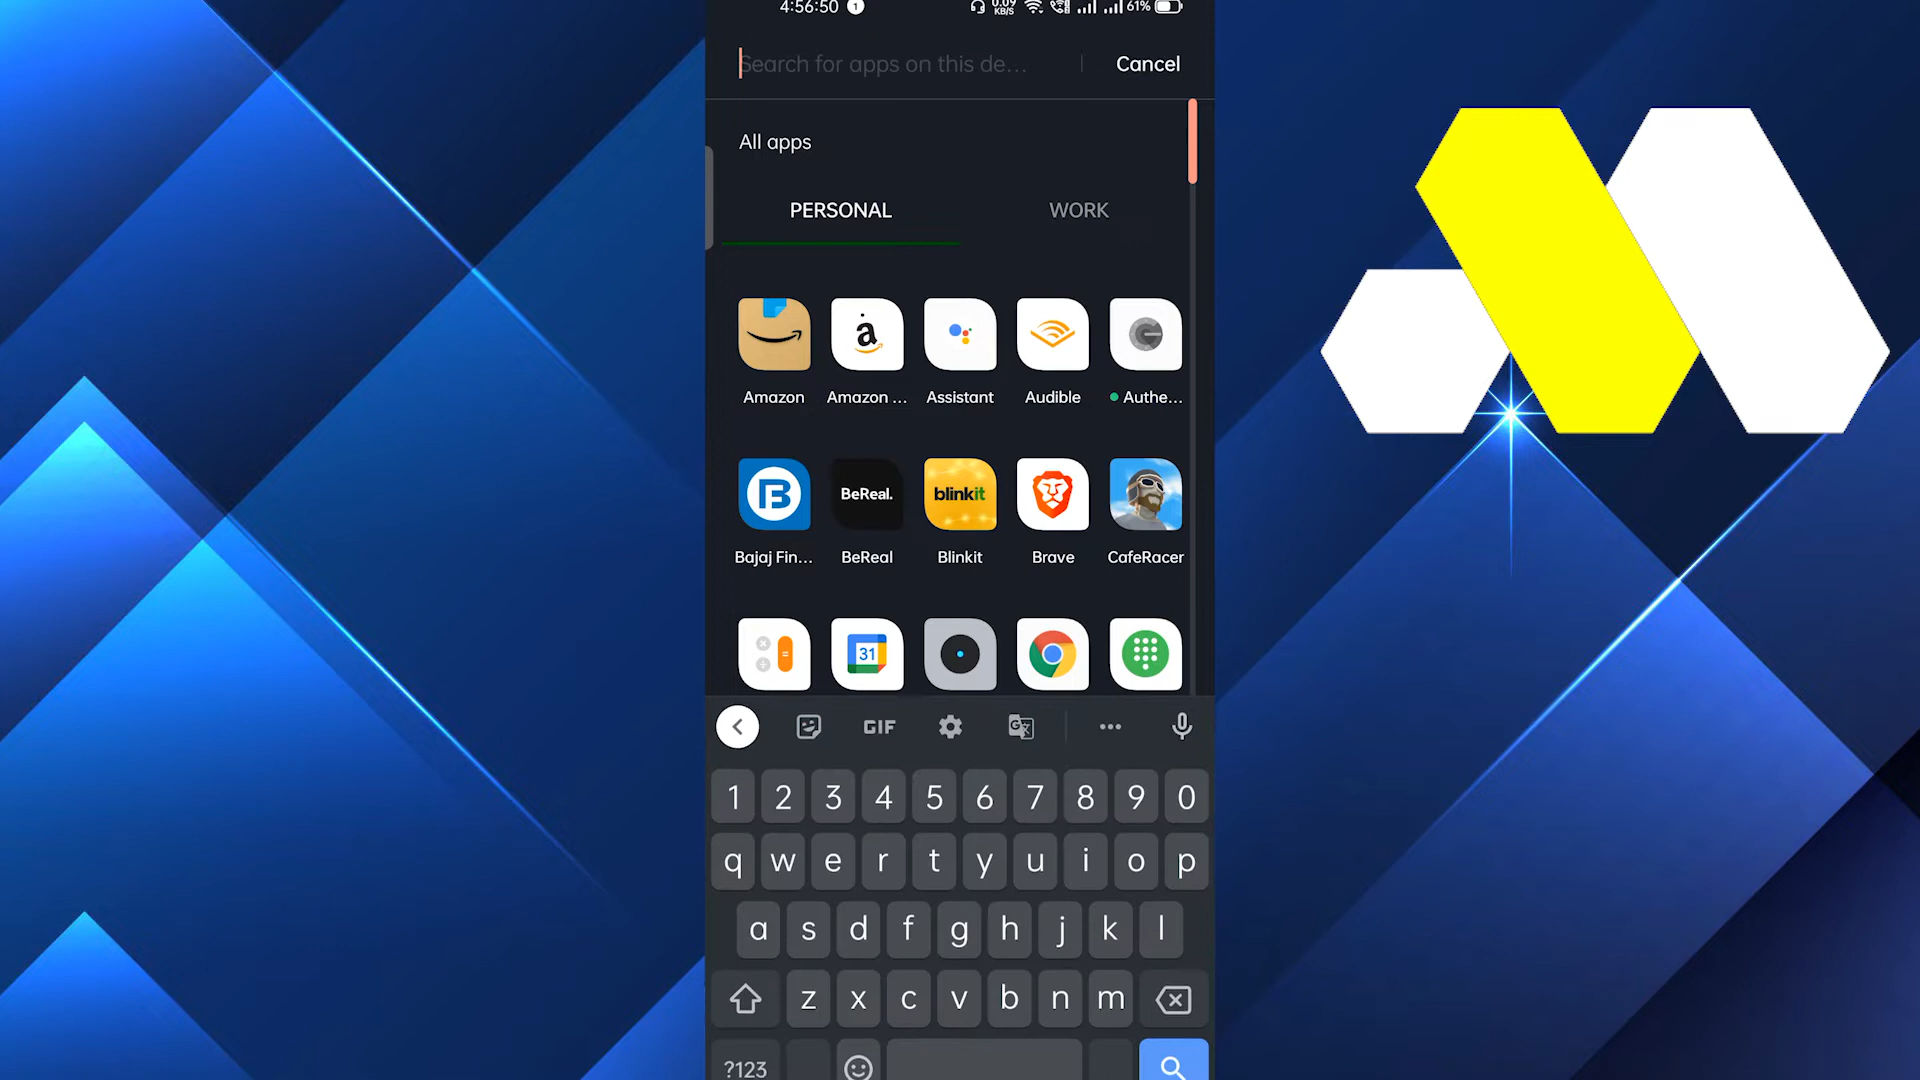 4:56:50 1 0.09 KB/S 61%
Search for apps on this de... Cancel
All apps
PERSONAL WORK
a
Amazon Amazon ... Assistant Audible Authe...
B BeReal. blinkit
Bajaj Fin... BeReal Blinkit Brave CafeRacer
31
GIF
1 2 3 4 5 6 7 8 9 0
q w e r t y u i o p
a s d f g h j k l
z x c v b n m
?123